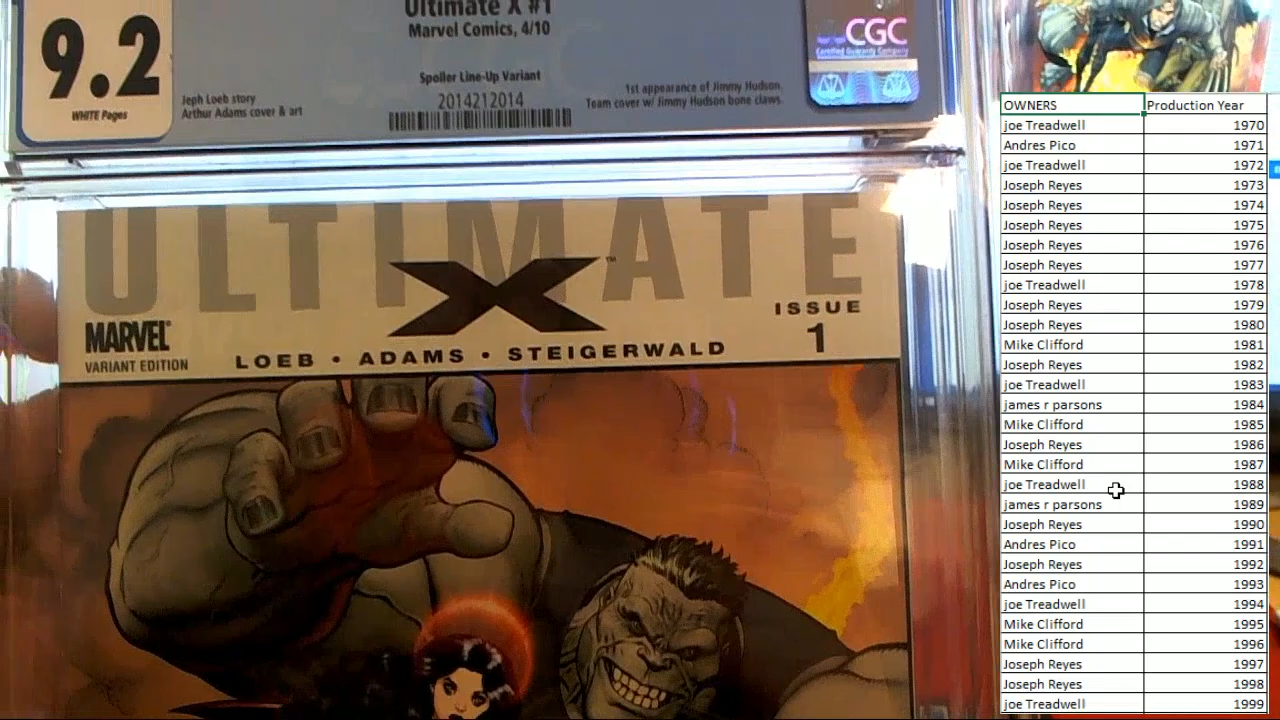 9.2
WHITE Pages
Ultimate X #1
Marvel Comics, 4/10
Spoiler Line-Up Variant
2014212014
Jeph Loeb story
Arthur Adams cover & art
1st appearance of Jimmy Hudson.
Team cover w/ Jimmy Hudson bone claws.
CGC
Certified Guaranty Company
ULTIMATE
X™
MARVEL
VARIANT EDITION
LOEB • ADAMS • STEIGERWALD
ISSUE
1
OWNERS Production Year
joe Treadwell 1970
Andres Pico 1971
joe Treadwell 1972
Joseph Reyes 1973
Joseph Reyes 1974
Joseph Reyes 1975
Joseph Reyes 1976
Joseph Reyes 1977
joe Treadwell 1978
Joseph Reyes 1979
Joseph Reyes 1980
Mike Clifford 1981
Joseph Reyes 1982
joe Treadwell 1983
james r parsons 1984
Mike Clifford 1985
Joseph Reyes 1986
Mike Clifford 1987
joe Treadwell 1988
james r parsons 1989
Joseph Reyes 1990
Andres Pico 1991
Joseph Reyes 1992
Andres Pico 1993
joe Treadwell 1994
Mike Clifford 1995
Mike Clifford 1996
Joseph Reyes 1997
Joseph Reyes 1998
joe Treadwell 1999